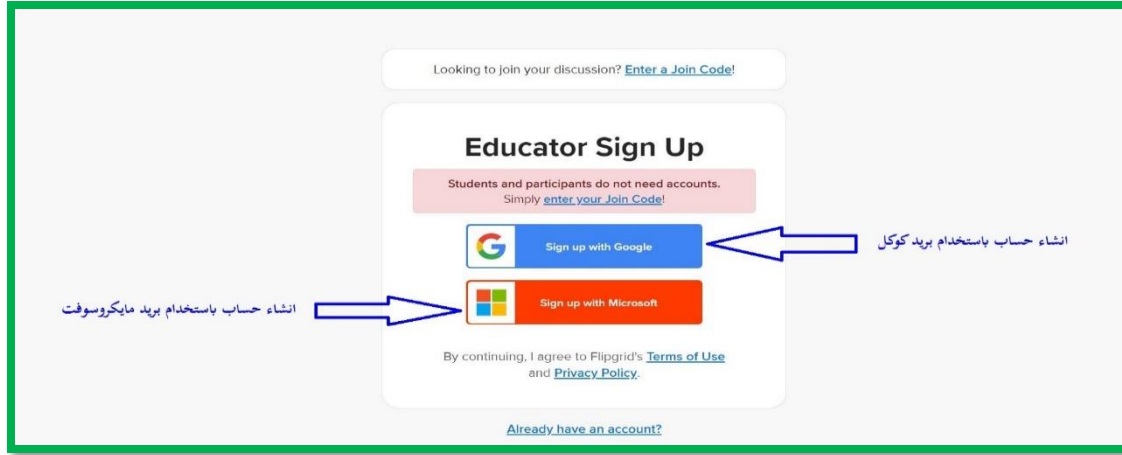 Looking to join your discussion? Enter a Join Code!
Educator Sign Up
Students and participants do not need accounts.
Simply enter your Join Code!
Sign up with Google
انشاء حساب باستخدام بريد كوكل
Sign up with Microsoft
انشاء حساب باستخدام بريد مايكروسوفت
By continuing, I agree to Flipgrid's Terms of Use
and Privacy Policy.
Already have an account?